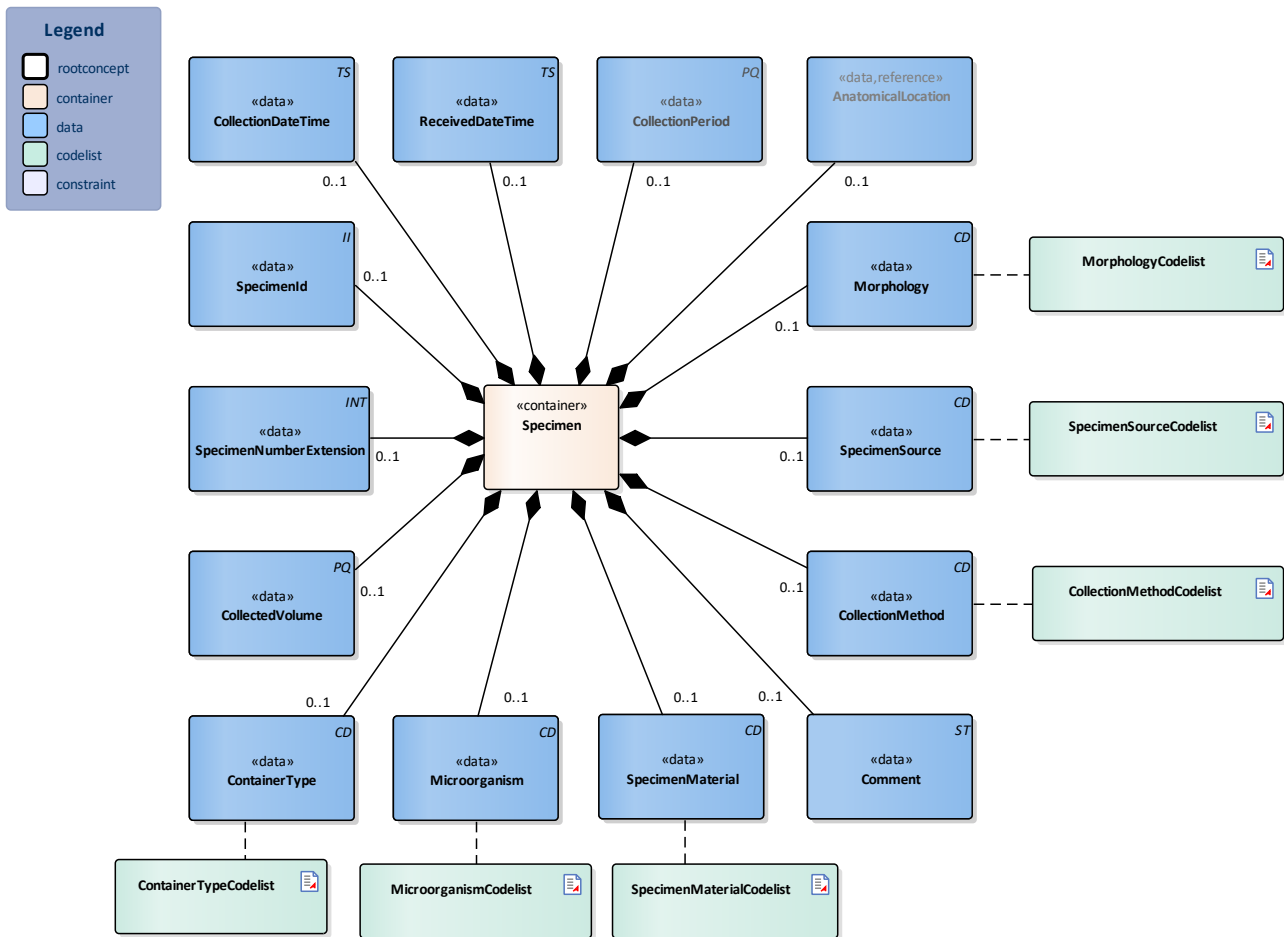 Legend
rootconcept
container
data
codelist
constraint
TS
«data»
CollectionDateTime
0..1
TS
«data»
ReceivedDateTime
0..1
PQ
«data»
CollectionPeriod
0..1
«data,reference»
AnatomicalLocation
0..1
II
«data»
SpecimenId
0..1
CD
«data»
Morphology
0..1
MorphologyCodelist
INT
«data»
SpecimenNumberExtension
0..1
«container»
Specimen
CD
«data»
SpecimenSource
0..1
SpecimenSourceCodelist
PQ
«data»
CollectedVolume
0..1
CD
«data»
CollectionMethod
0..1
CollectionMethodCodelist
0..1
CD
«data»
ContainerType
0..1
CD
«data»
Microorganism
0..1
CD
«data»
SpecimenMaterial
0..1
ST
«data»
Comment
ContainerTypeCodelist
MicroorganismCodelist
SpecimenMaterialCodelist